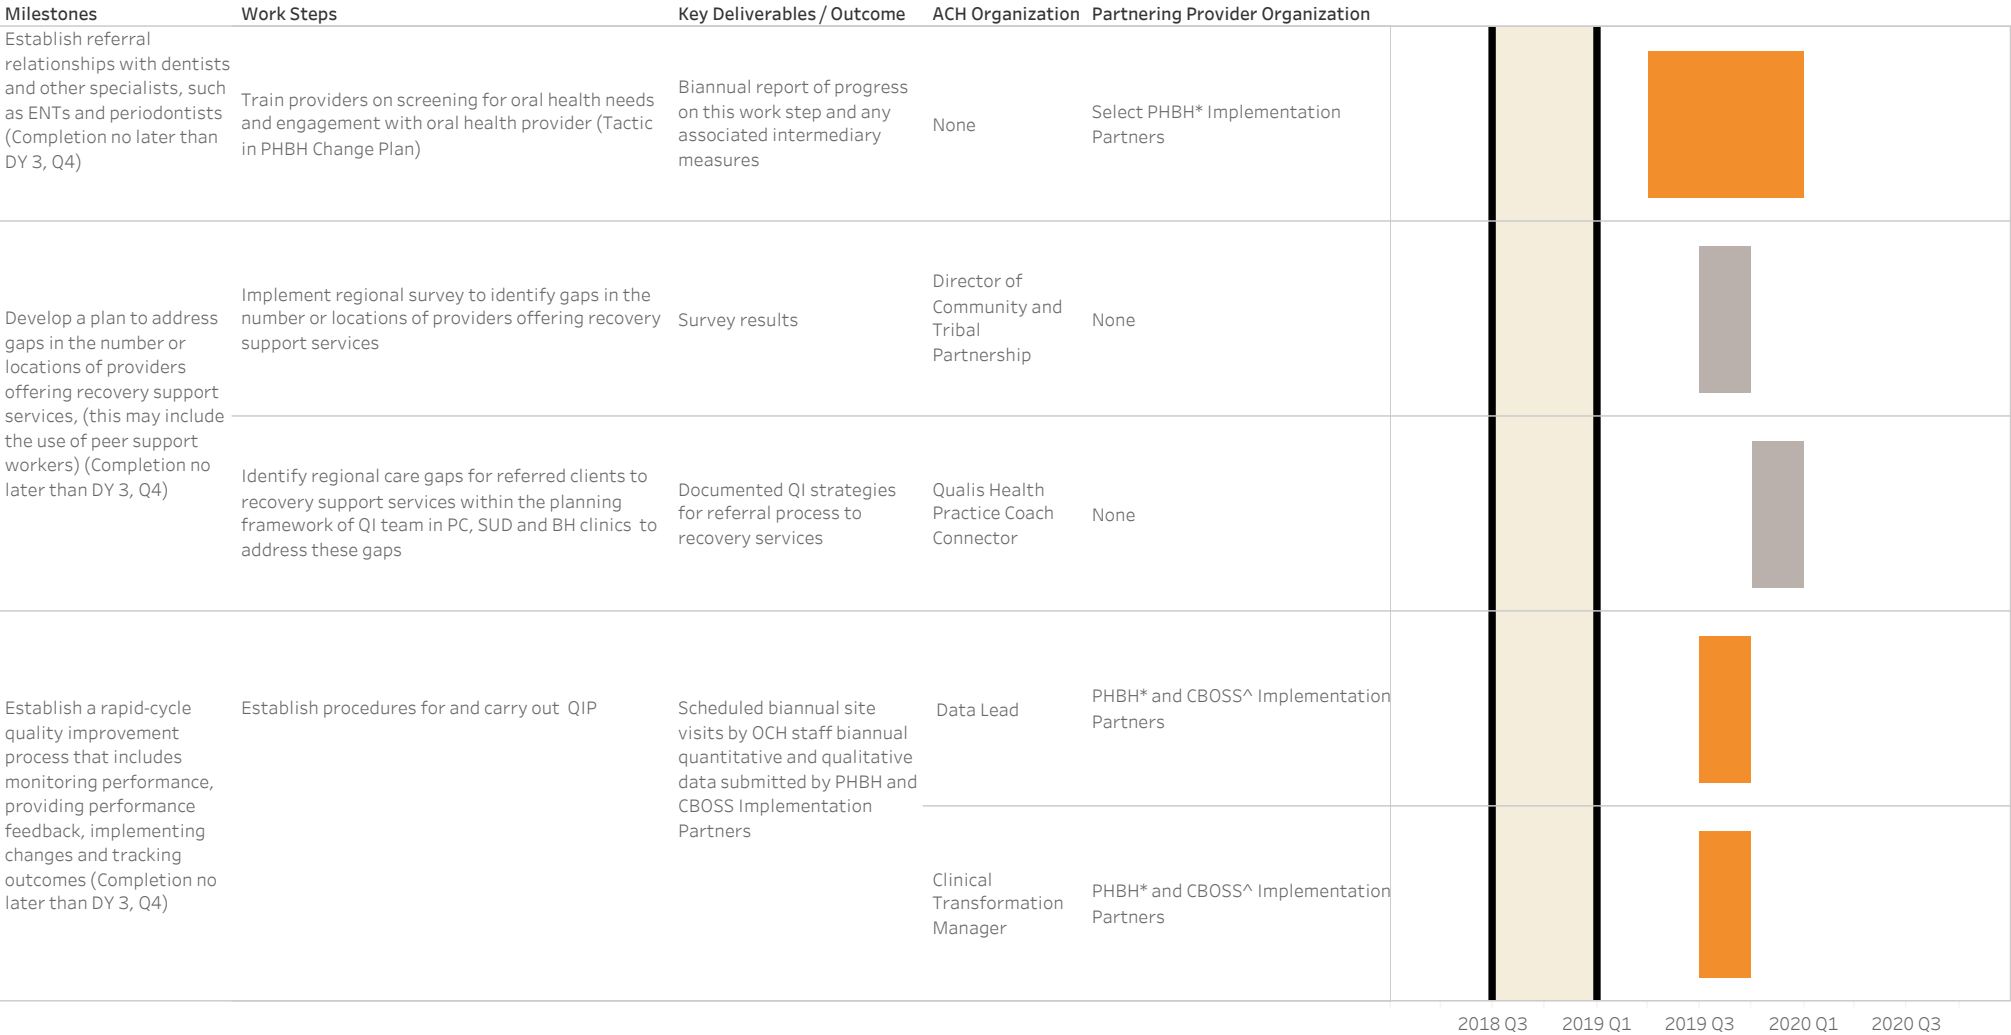 Milestones
Work Steps
Key Deliverables / Outcome
ACH Organization
Partnering Provider Organization
Establish referral
relationships with dentists
and other specialists, such
as ENTs and periodontists
(Completion no later than
DY 3, Q4)
Train providers on screening for oral health needs
and engagement with oral health provider (Tactic
in PHBH Change Plan)
Biannual report of progress
on this work step and any
associated intermediary
measures
None
Select PHBH* Implementation
Partners
Develop a plan to address
gaps in the number or
locations of providers
offering recovery support
services, (this may include
the use of peer support
workers) (Completion no
later than DY 3, Q4)
Implement regional survey to identify gaps in the
number or locations of providers offering recovery
support services
Survey results
Director of
Community and
Tribal
Partnership
None
Identify regional care gaps for referred clients to
recovery support services within the planning
framework of QI team in PC, SUD and BH clinics to
address these gaps
Documented QI strategies
for referral process to
recovery services
Qualis Health
Practice Coach
Connector
None
Establish a rapid-cycle
quality improvement
process that includes
monitoring performance,
providing performance
feedback, implementing
changes and tracking
outcomes (Completion no
later than DY 3, Q4)
Establish procedures for and carry out QIP
Scheduled biannual site
visits by OCH staff biannual
quantitative and qualitative
data submitted by PHBH and
CBOSS Implementation
Partners
Data Lead
PHBH* and CBOSS^ Implementation
Partners
Clinical
Transformation
Manager
PHBH* and CBOSS^ Implementation
Partners
2018 Q3
2019 Q1
2019 Q3
2020 Q1
2020 Q3